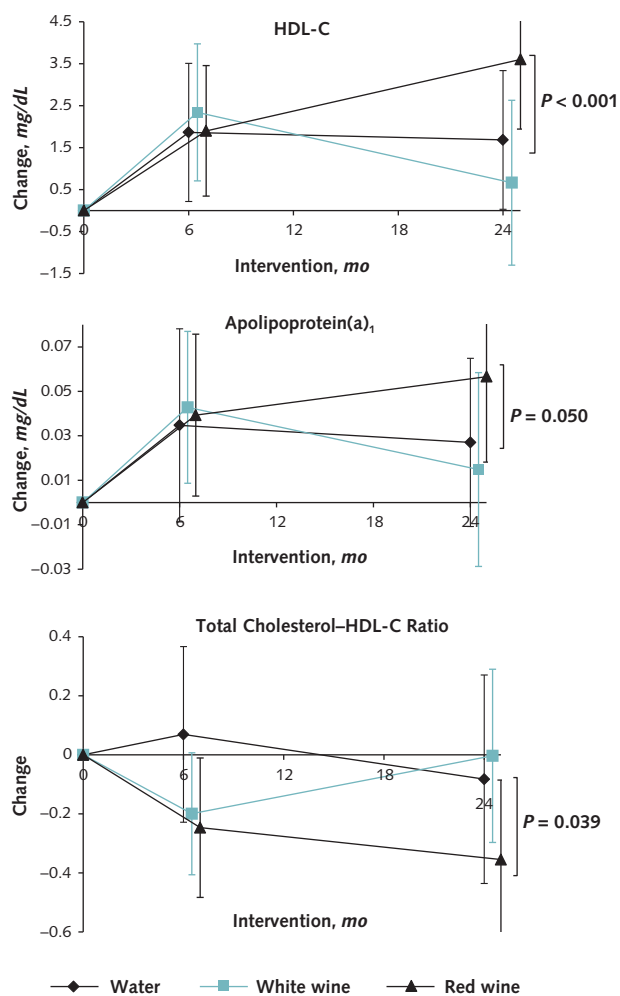 HDL-C
4.5
3.5
2.5
1.5
0.5
–0.5
–1.5
Change, mg/dL
0 6 12 18 24
P < 0.001
Intervention, mo
Apolipoprotein(a)₁
0.07
0.05
0.03
0.01
–0.01
–0.03
Change, mg/dL
0 6 12 18 24
P = 0.050
Intervention, mo
Total Cholesterol–HDL-C Ratio
0.4
0.2
0
–0.2
–0.4
–0.6
Change
0 6 12 18 24
P = 0.039
Intervention, mo
Water White wine Red wine